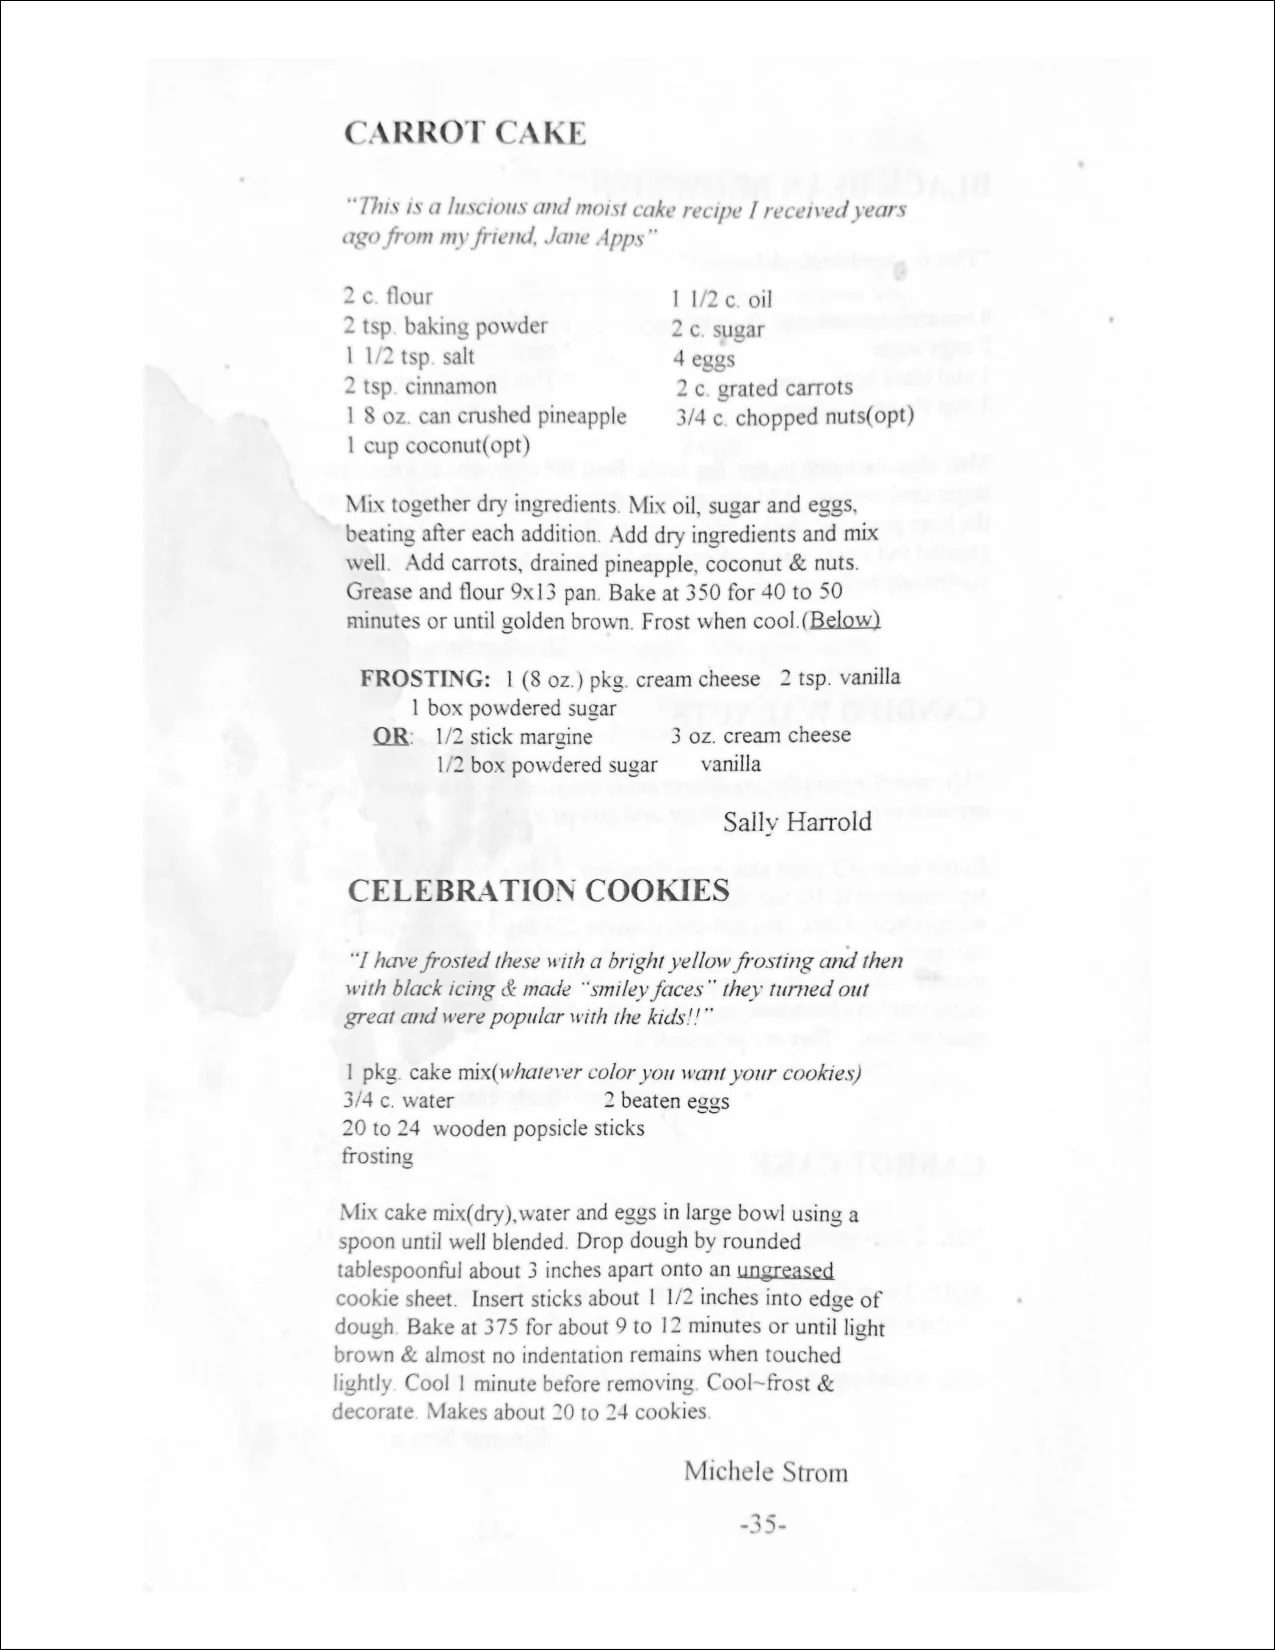 CARROT CAKE
"This is a luscious and moist cake recipe I received years
ago from my friend, Jane Apps"
2 c. flour 1 1/2 c. oil
2 tsp. baking powder 2 c. sugar
1 1/2 tsp. salt 4 eggs
2 tsp. cinnamon 2 c. grated carrots
1 8 oz. can crushed pineapple 3/4 c. chopped nuts(opt)
1 cup coconut(opt)
Mix together dry ingredients. Mix oil, sugar and eggs,
beating after each addition. Add dry ingredients and mix
well. Add carrots, drained pineapple, coconut & nuts.
Grease and flour 9x13 pan. Bake at 350 for 40 to 50
minutes or until golden brown. Frost when cool.(Below)
FROSTING: 1 (8 oz.) pkg. cream cheese 2 tsp. vanilla
1 box powdered sugar
OR: 1/2 stick margine 3 oz. cream cheese
1/2 box powdered sugar vanilla
Sally Harrold
CELEBRATION COOKIES
"I have frosted these with a bright yellow frosting and then
with black icing & made "smiley faces" they turned out
great and were popular with the kids!!"
1 pkg. cake mix(whatever color you want your cookies)
3/4 c. water 2 beaten eggs
20 to 24 wooden popsicle sticks
frosting
Mix cake mix(dry),water and eggs in large bowl using a
spoon until well blended. Drop dough by rounded
tablespoonful about 3 inches apart onto an ungreased
cookie sheet. Insert sticks about 1 1/2 inches into edge of
dough. Bake at 375 for about 9 to 12 minutes or until light
brown & almost no indentation remains when touched
lightly. Cool 1 minute before removing. Cool~frost &
decorate. Makes about 20 to 24 cookies.
Michele Strom
-35-